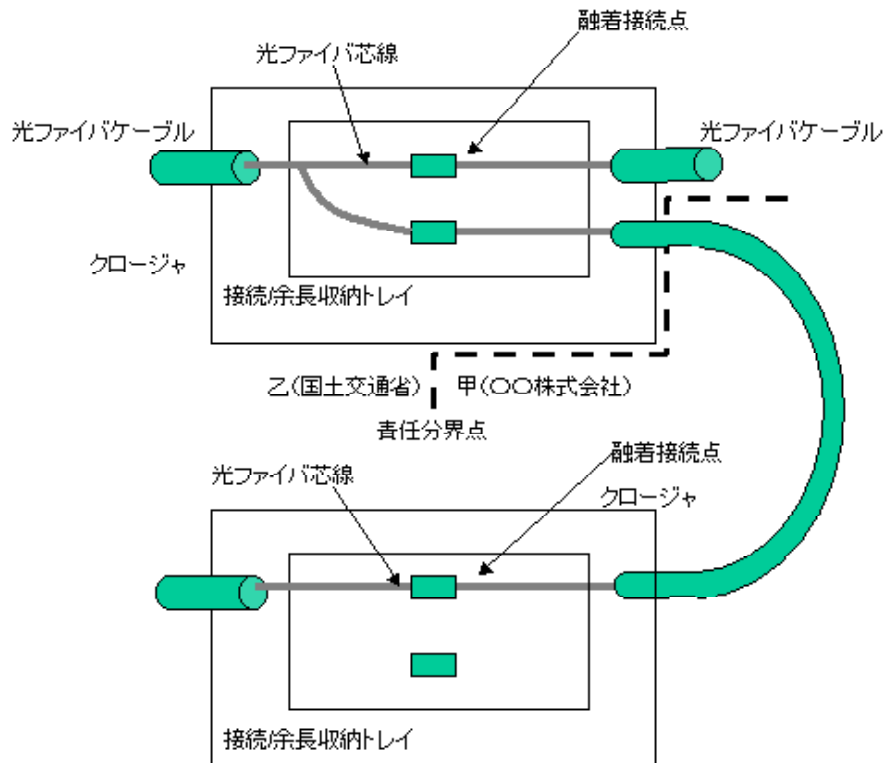 融着接続点
光ファイバ芯線
光ファイバケーブル
光ファイバケーブル
クロージャ
接続/余長収納トレイ
乙(国土交通省)
甲(〇〇株式会社)
責任分界点
融着接続点
光ファイバ芯線
クロージャ
接続/余長収納トレイ